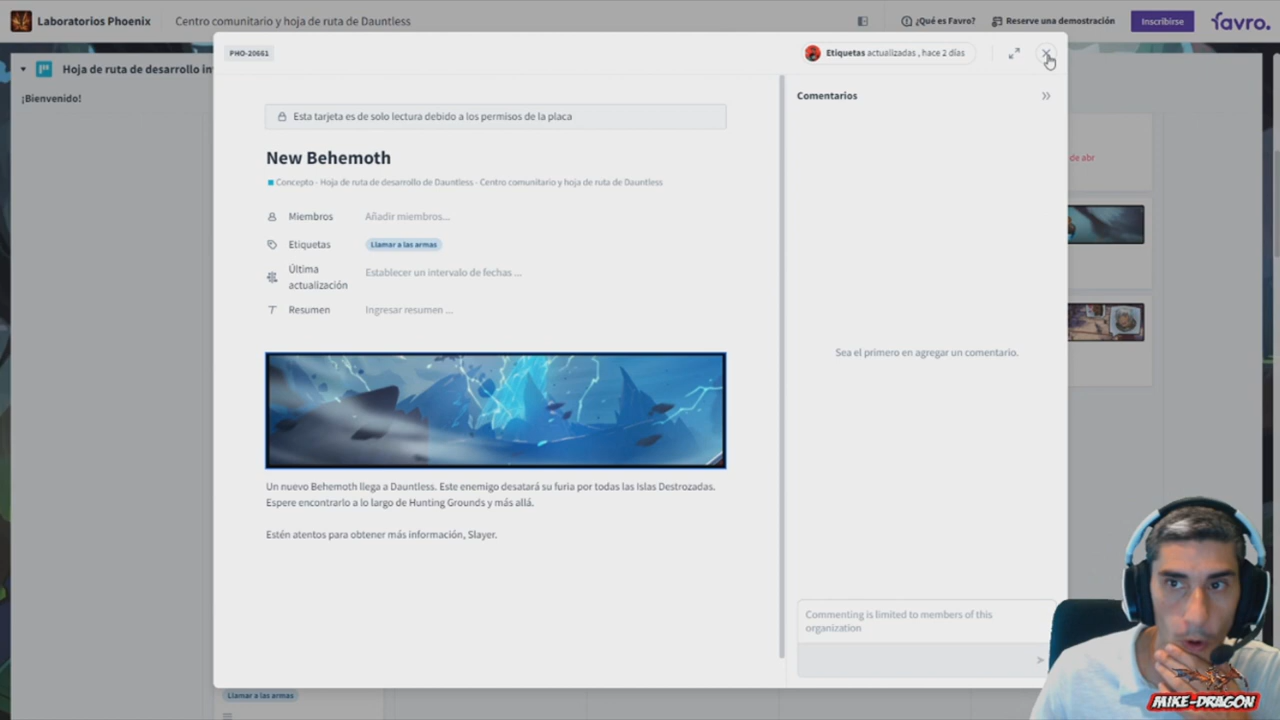 Laboratorios Phoenix
Centro comunitario y hoja de ruta de Dauntless
¿Qué es Favro?
Reserve una demostración
Inscribirse
favro.
Hoja de ruta de desarrollo in
¡Bienvenido!
PHO-20661
Etiquetas actualizadas , hace 2 días
Esta tarjeta es de solo lectura debido a los permisos de la placa
New Behemoth
Concepto - Hoja de ruta de desarrollo de Dauntless - Centro comunitario y hoja de ruta de Dauntless
Miembros
Añadir miembros...
Etiquetas
Llamar a las armas
Última
actualización
Establecer un intervalo de fechas ...
Resumen
Ingresar resumen ...
Un nuevo Behemoth llega a Dauntless. Este enemigo desatará su furia por todas las Islas Destrozadas.
Espere encontrarlo a lo largo de Hunting Grounds y más allá.
Estén atentos para obtener más información, Slayer.
Comentarios
de abr
Sea el primero en agregar un comentario.
Commenting is limited to members of this
organization
Llamar a las armas
MIKE-DRAGON